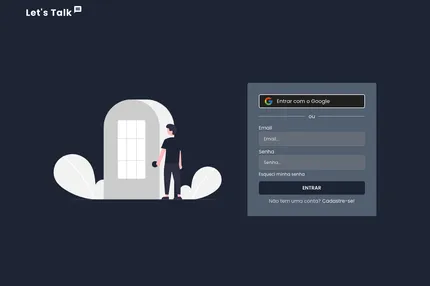 Let's Talk
Entrar com o Google
ou
Email
Email...
Senha
Senha...
Esqueci minha senha
ENTRAR
Não tem uma conta? Cadastre-se!